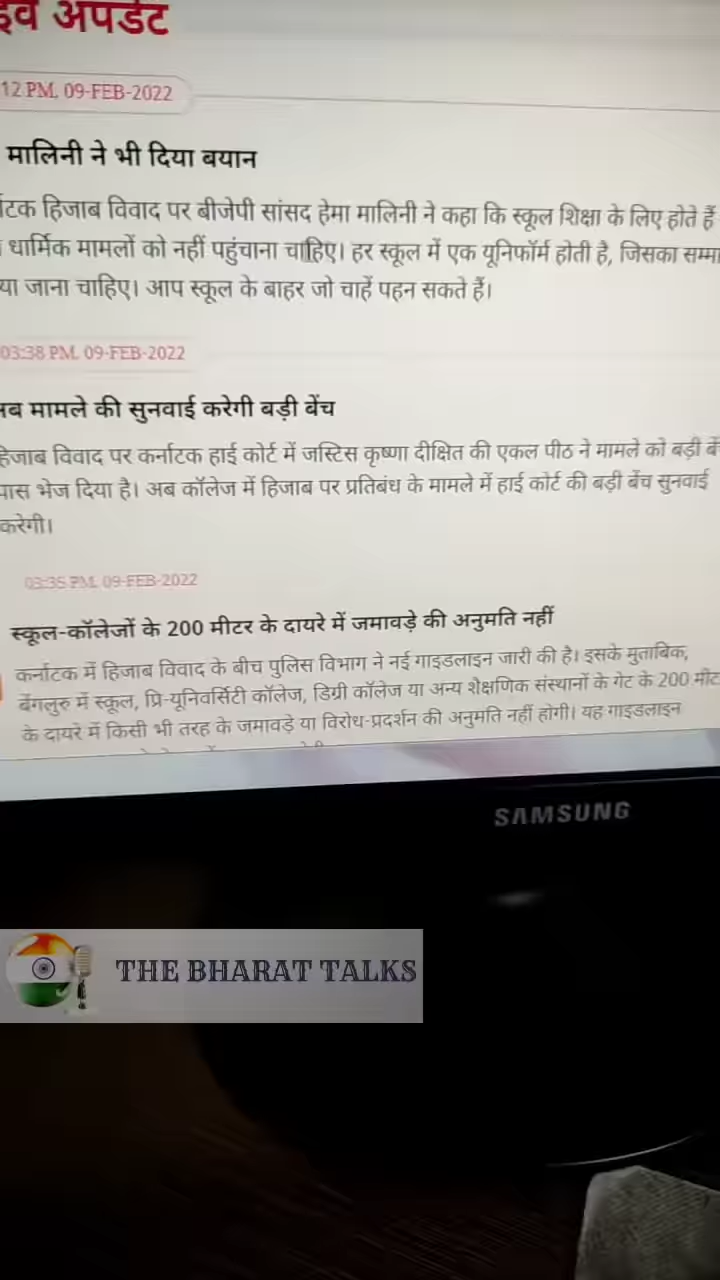 इव अपडेट
12 PM, 09-FEB-2022
मालिनी ने भी दिया बयान
टक हिजाब विवाद पर बीजेपी सांसद हेमा मालिनी ने कहा कि स्कूल शिक्षा के लिए होते हैं
धार्मिक मामलों को नहीं पहुंचाना चाहिए। हर स्कूल में एक यूनिफॉर्म होती है, जिसका सम्मा
या जाना चाहिए। आप स्कूल के बाहर जो चाहें पहन सकते हैं।
03:38 PM, 09-FEB-2022
मामले की सुनवाई करेगी बड़ी बेंच
हिजाब विवाद पर कर्नाटक हाई कोर्ट में जस्टिस कृष्णा दीक्षित की एकल पीठ ने मामले को बड़ी बें
पास भेज दिया है। अब कॉलेज में हिजाब पर प्रतिबंध के मामले में हाई कोर्ट की बड़ी बेंच सुनवाई
करेगी।
03:35 PM, 09-FEB-2022
स्कूल-कॉलेजों के 200 मीटर के दायरे में जमावड़े की अनुमति नहीं
कर्नाटक में हिजाब विवाद के बीच पुलिस विभाग ने नई गाइडलाइन जारी की है। इसके मुताबिक,
बेंगलुरु में स्कूल, प्रि-यूनिवर्सिटी कॉलेज, डिग्री कॉलेज या अन्य शैक्षणिक संस्थानों के गेट के 200 मीट
के दायरे में किसी भी तरह के जमावड़े या विरोध-प्रदर्शन की अनुमति नहीं होगी। यह गाइडलाइन
SAMSUNG
THE BHARAT TALKS